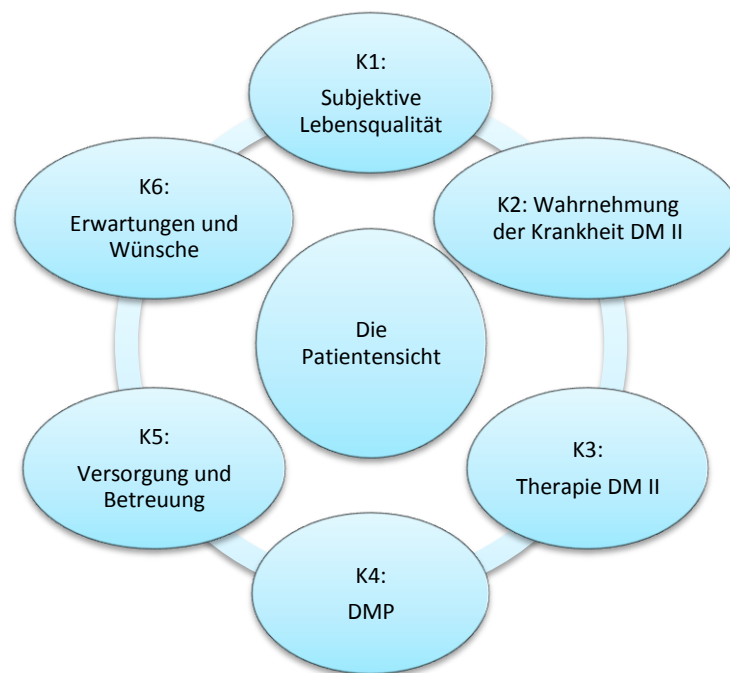 K1:
Subjektive
Lebensqualität
K2: Wahrnehmung
der Krankheit DM II
K3:
Therapie DM II
K4:
DMP
K5:
Versorgung und
Betreuung
K6:
Erwartungen und
Wünsche
Die
Patientensicht